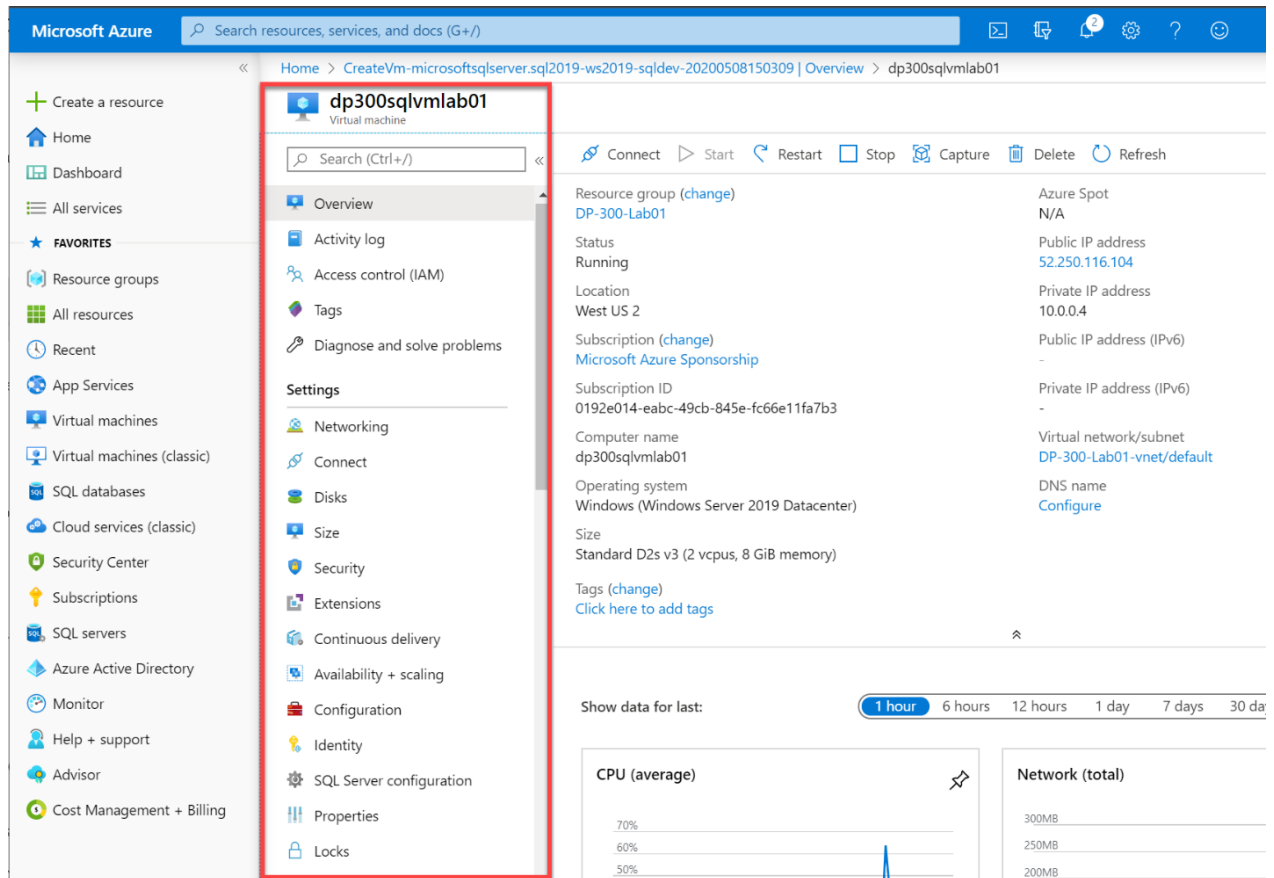 Microsoft Azure
Search resources, services, and docs (G+/)
2
Home > CreateVm-microsoftsqlserver.sql2019-ws2019-sqldev-20200508150309 | Overview > dp300sqlvmlab01
Create a resource
Home
Dashboard
All services
FAVORITES
Resource groups
All resources
Recent
App Services
Virtual machines
Virtual machines (classic)
SQL databases
Cloud services (classic)
Security Center
Subscriptions
SQL servers
Azure Active Directory
Monitor
Help + support
Advisor
Cost Management + Billing
dp300sqlvmlab01
Virtual machine
Search (Ctrl+/)
Overview
Activity log
Access control (IAM)
Tags
Diagnose and solve problems
Settings
Networking
Connect
Disks
Size
Security
Extensions
Continuous delivery
Availability + scaling
Configuration
Identity
SQL Server configuration
Properties
Locks
Connect Start Restart Stop Capture Delete Refresh
Resource group (change)
DP-300-Lab01
Status
Running
Location
West US 2
Subscription (change)
Microsoft Azure Sponsorship
Subscription ID
0192e014-eabc-49cb-845e-fc66e11fa7b3
Computer name
dp300sqlvmlab01
Operating system
Windows (Windows Server 2019 Datacenter)
Size
Standard D2s v3 (2 vcpus, 8 GiB memory)
Tags (change)
Click here to add tags
Azure Spot
N/A
Public IP address
52.250.116.104
Private IP address
10.0.0.4
Public IP address (IPv6)
-
Private IP address (IPv6)
-
Virtual network/subnet
DP-300-Lab01-vnet/default
DNS name
Configure
Show data for last:
1 hour 6 hours 12 hours 1 day 7 days 30 da
CPU (average)
70%
60%
50%
Network (total)
300MB
250MB
200MB